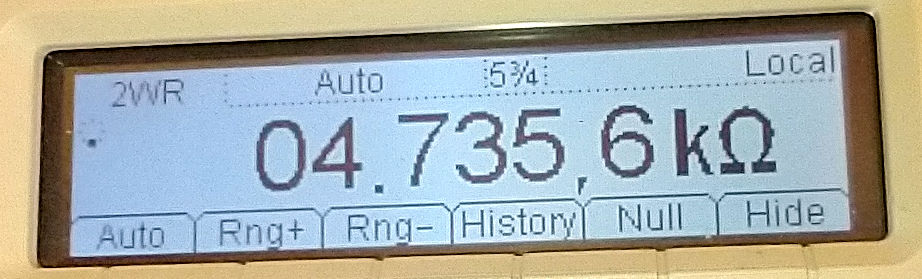 2WR Auto 5¾ Local
04.735,6 kΩ
Auto Rng+ Rng- History Null Hide